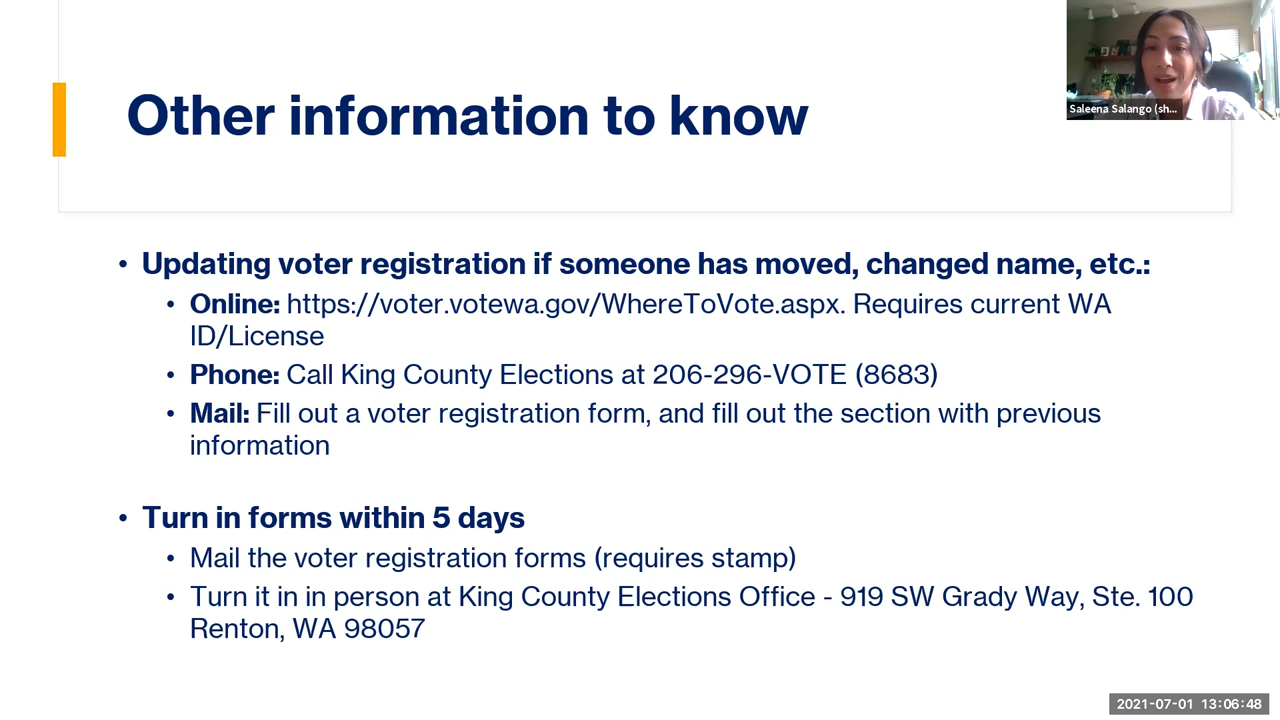 Other information to know
Saleena Salango (sh...
• Updating voter registration if someone has moved, changed name, etc.:
• Online: https://voter.votewa.gov/WhereToVote.aspx. Requires current WA
ID/License
• Phone: Call King County Elections at 206-296-VOTE (8683)
• Mail: Fill out a voter registration form, and fill out the section with previous
information
• Turn in forms within 5 days
• Mail the voter registration forms (requires stamp)
• Turn it in in person at King County Elections Office - 919 SW Grady Way, Ste. 100
Renton, WA 98057
2021-07-01 13:06:48